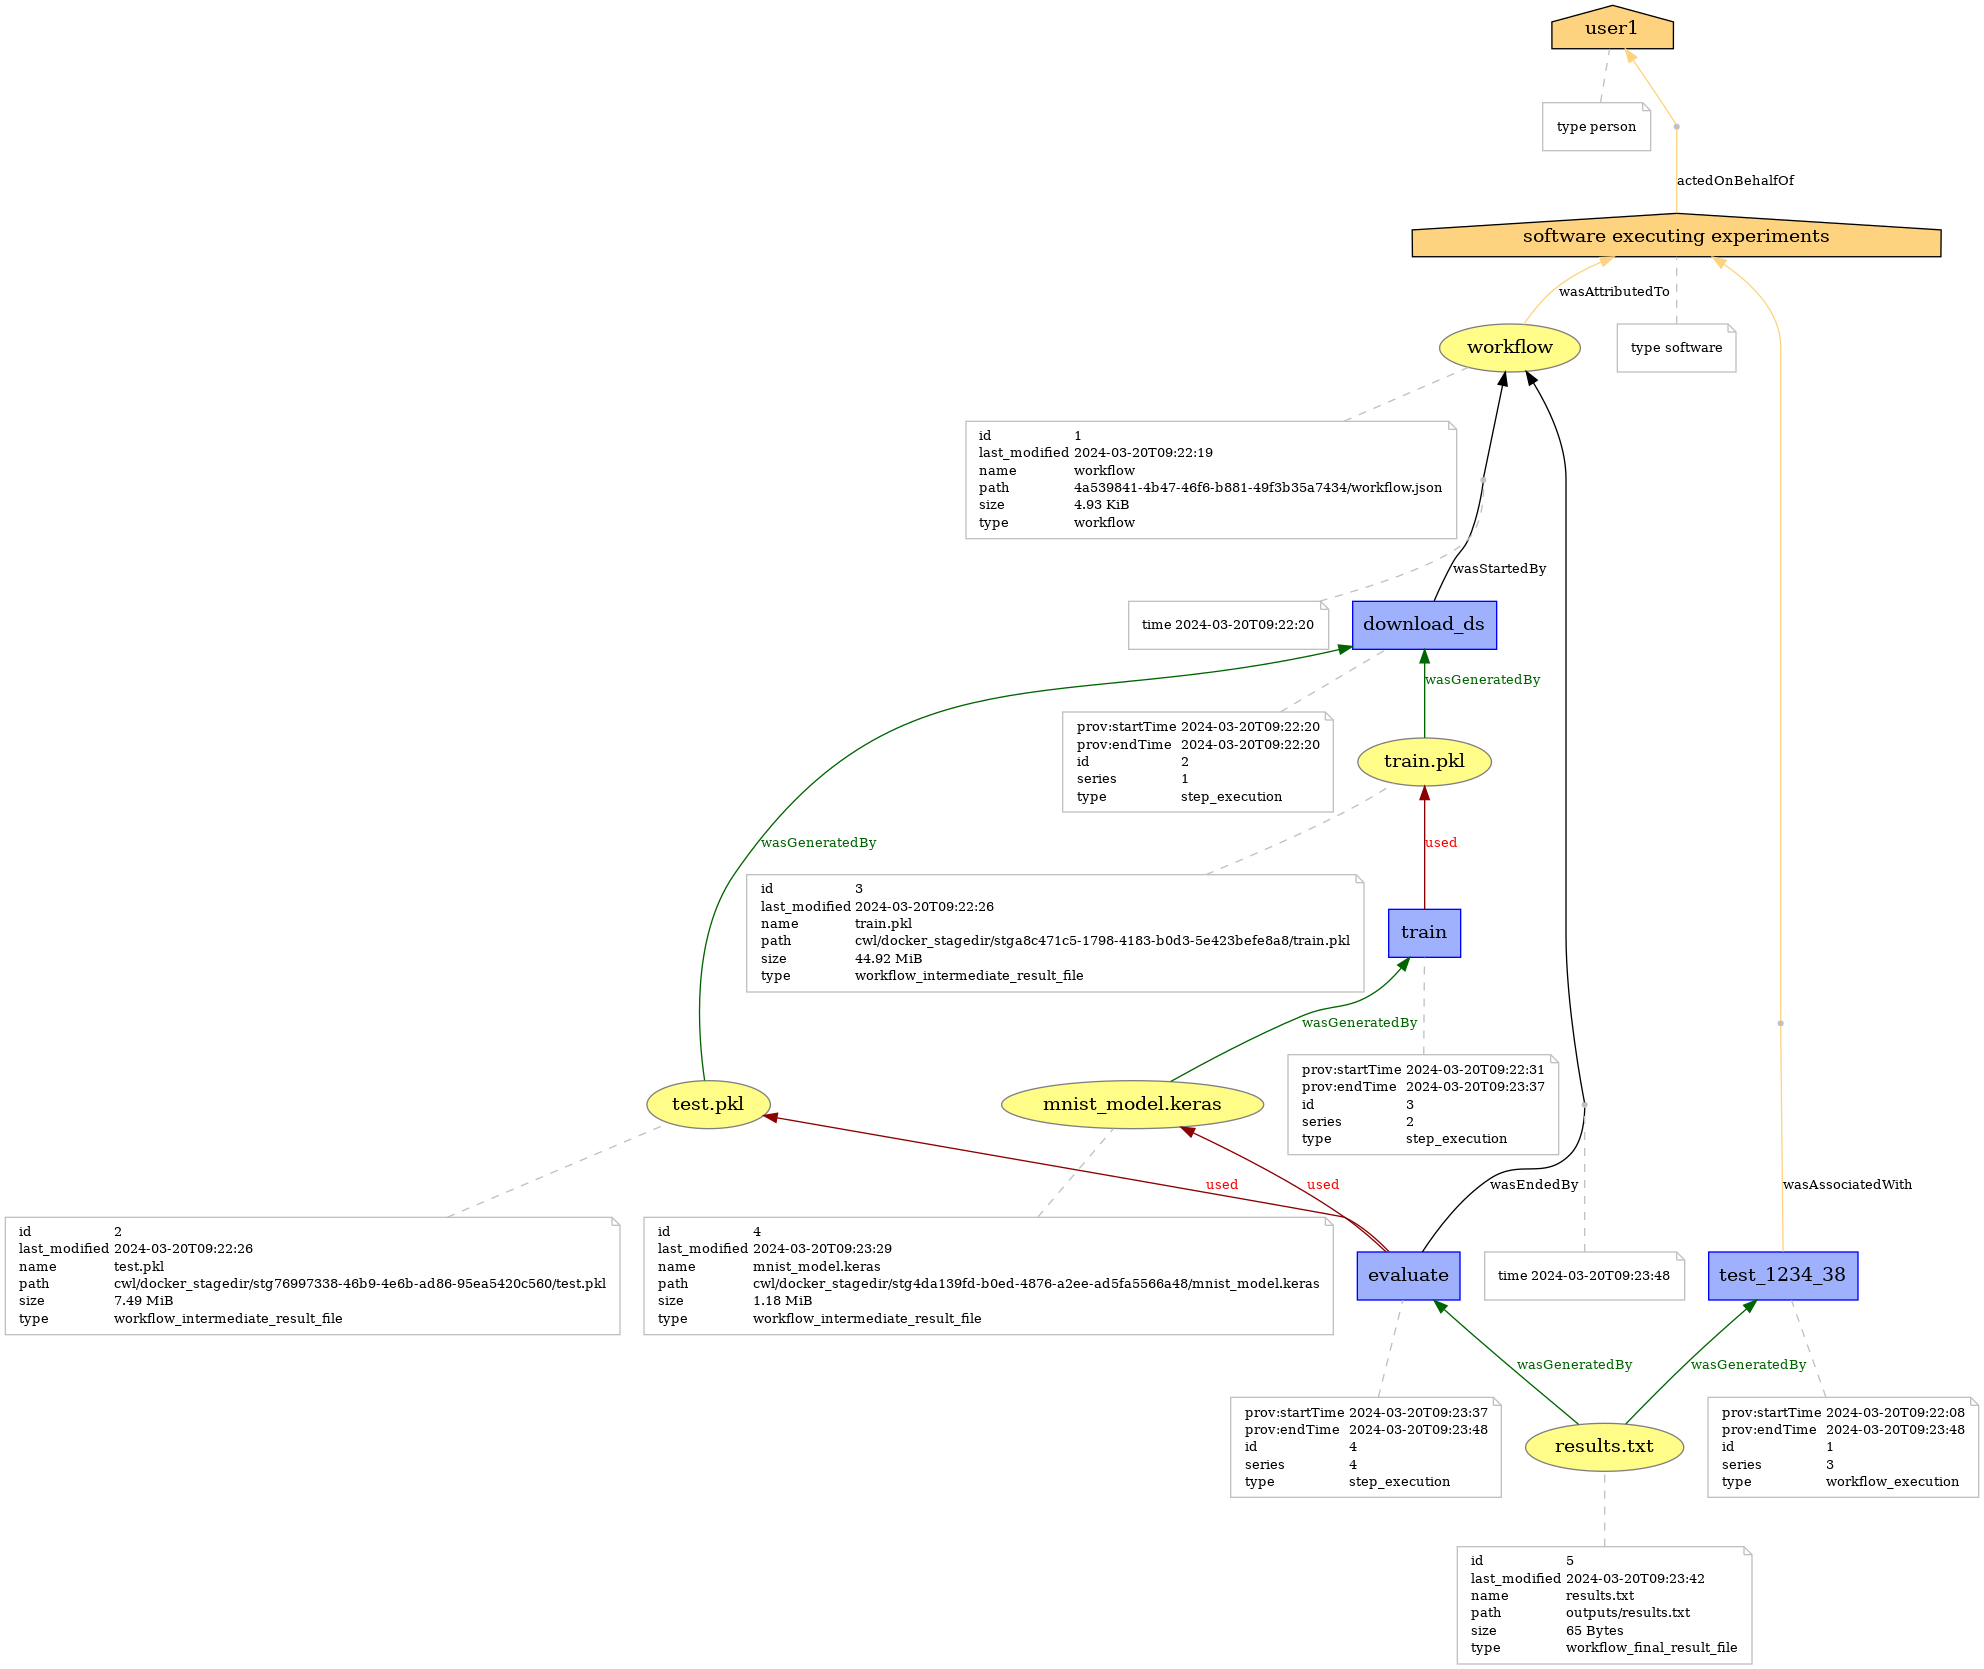 user1
type person
actedOnBehalfOf
software executing experiments
wasAttributedTo
workflow
type software
id 1
last_modified 2024-03-20T09:22:19
name workflow
path 4a539841-4b47-46f6-b881-49f3b35a7434/workflow.json
size 4.93 KiB
type workflow
wasStartedBy
time 2024-03-20T09:22:20
download_ds
wasGeneratedBy
prov:startTime 2024-03-20T09:22:20
prov:endTime 2024-03-20T09:22:20
id 2
series 1
type step_execution
train.pkl
wasGeneratedBy
used
id 3
last_modified 2024-03-20T09:22:26
name train.pkl
path cwl/docker_stagedir/stga8c471c5-1798-4183-b0d3-5e423befe8a8/train.pkl
size 44.92 MiB
type workflow_intermediate_result_file
train
wasGeneratedBy
prov:startTime 2024-03-20T09:22:31
prov:endTime 2024-03-20T09:23:37
id 3
series 2
type step_execution
test.pkl
mnist_model.keras
used
used
wasEndedBy
wasAssociatedWith
id 2
last_modified 2024-03-20T09:22:26
name test.pkl
path cwl/docker_stagedir/stg76997338-46b9-4e6b-ad86-95ea5420c560/test.pkl
size 7.49 MiB
type workflow_intermediate_result_file
id 4
last_modified 2024-03-20T09:23:29
name mnist_model.keras
path cwl/docker_stagedir/stg4da139fd-b0ed-4876-a2ee-ad5fa5566a48/mnist_model.keras
size 1.18 MiB
type workflow_intermediate_result_file
evaluate
time 2024-03-20T09:23:48
test_1234_38
wasGeneratedBy
wasGeneratedBy
prov:startTime 2024-03-20T09:23:37
prov:endTime 2024-03-20T09:23:48
id 4
series 4
type step_execution
results.txt
prov:startTime 2024-03-20T09:22:08
prov:endTime 2024-03-20T09:23:48
id 1
series 3
type workflow_execution
id 5
last_modified 2024-03-20T09:23:42
name results.txt
path outputs/results.txt
size 65 Bytes
type workflow_final_result_file